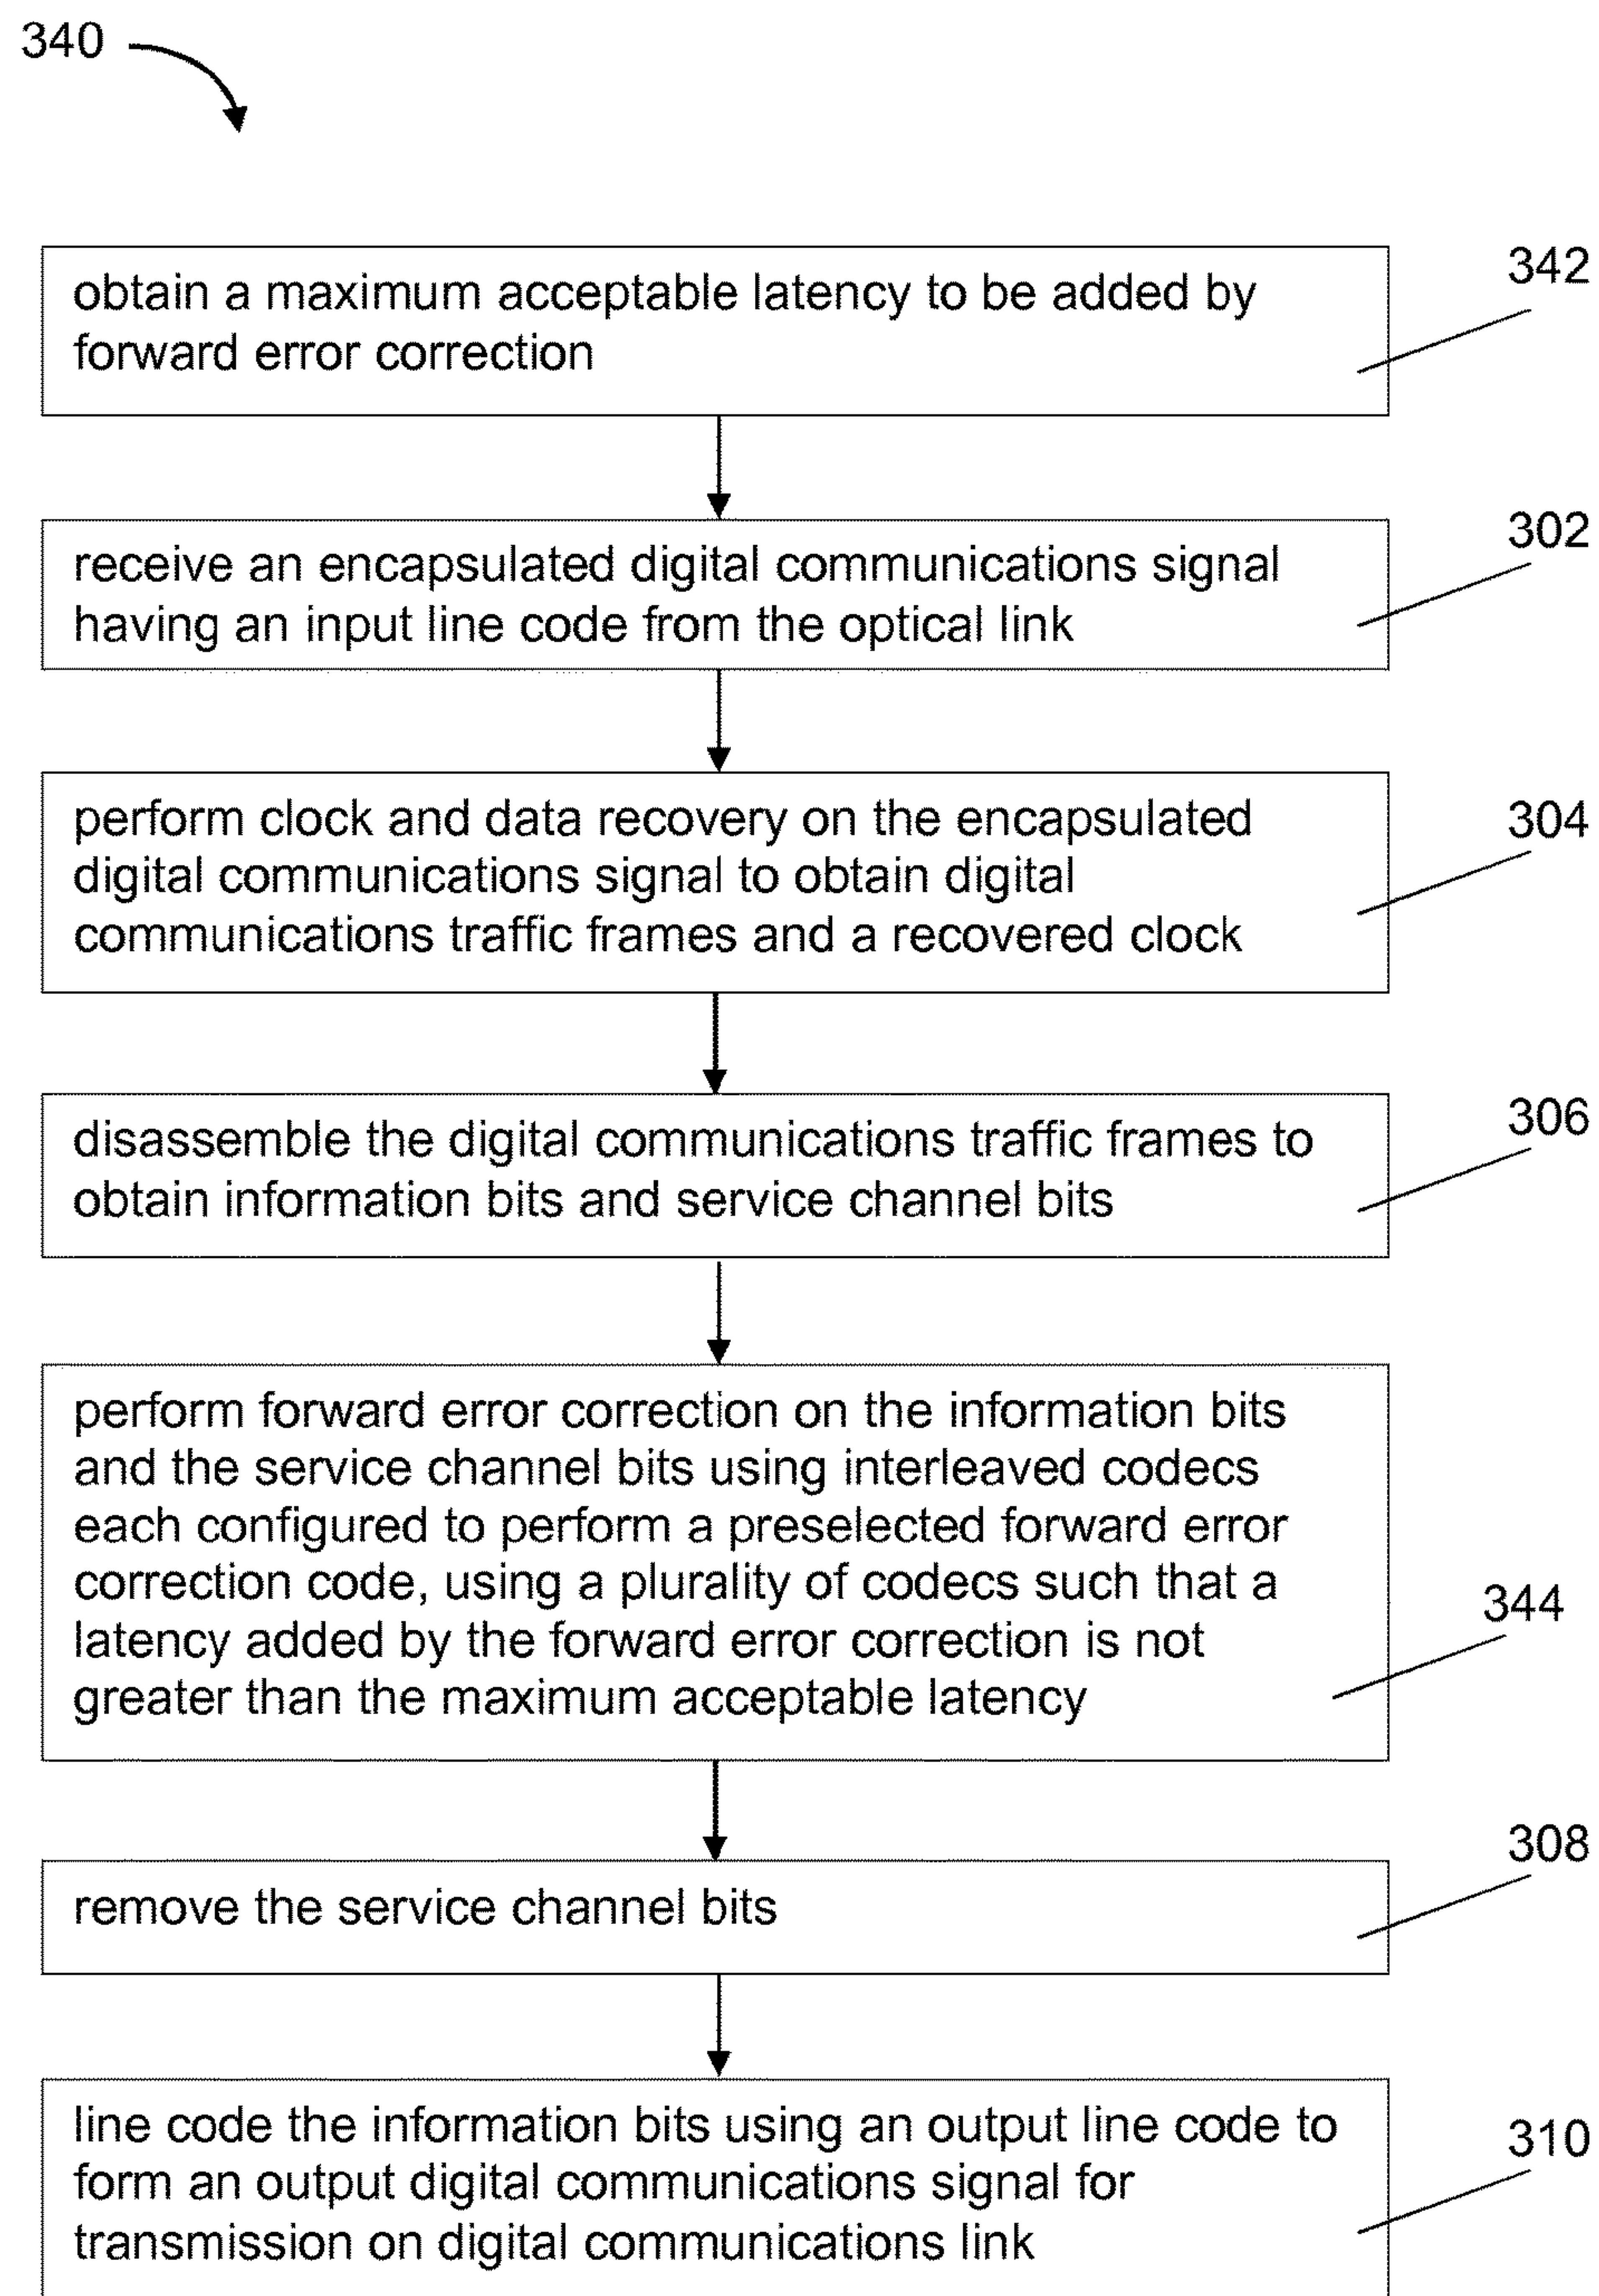 340
obtain a maximum acceptable latency to be added by
forward error correction
342
receive an encapsulated digital communications signal
having an input line code from the optical link
302
perform clock and data recovery on the encapsulated
digital communications signal to obtain digital
communications traffic frames and a recovered clock
304
disassemble the digital communications traffic frames to
obtain information bits and service channel bits
306
perform forward error correction on the information bits
and the service channel bits using interleaved codecs
each configured to perform a preselected forward error
correction code, using a plurality of codecs such that a
latency added by the forward error correction is not
greater than the maximum acceptable latency
344
remove the service channel bits
308
line code the information bits using an output line code to
form an output digital communications signal for
transmission on digital communications link
310